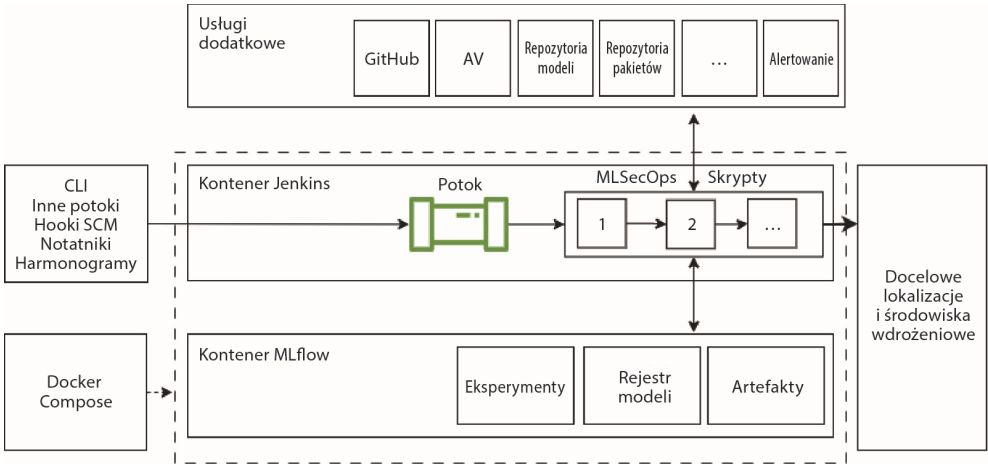 Usługi
dodatkowe
GitHub
AV
Repozytoria
modeli
Repozytoria
pakietów
...
Alertowanie
CLI
Inne potoki
Hooki SCM
Notatniki
Harmonogramy
Kontener Jenkins
Potok
MLSecOps Skrypty
1
2
...
Docelowe
lokalizacje
i środowiska
wdrożeniowe
Docker
Compose
Kontener MLflow
Eksperymenty
Rejestr
modeli
Artefakty